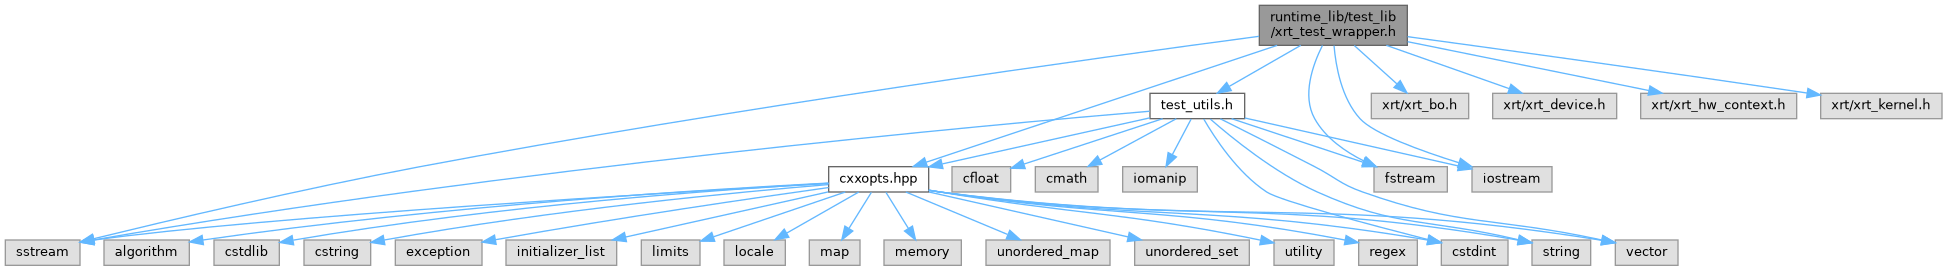 runtime_lib/test_lib
/xrt_test_wrapper.h
test_utils.h
xrt/xrt_bo.h
xrt/xrt_device.h
xrt/xrt_hw_context.h
xrt/xrt_kernel.h
cxxopts.hpp
cfloat
cmath
iomanip
fstream
iostream
sstream
algorithm
cstdlib
cstring
exception
initializer_list
limits
locale
map
memory
unordered_map
unordered_set
utility
regex
cstdint
string
vector